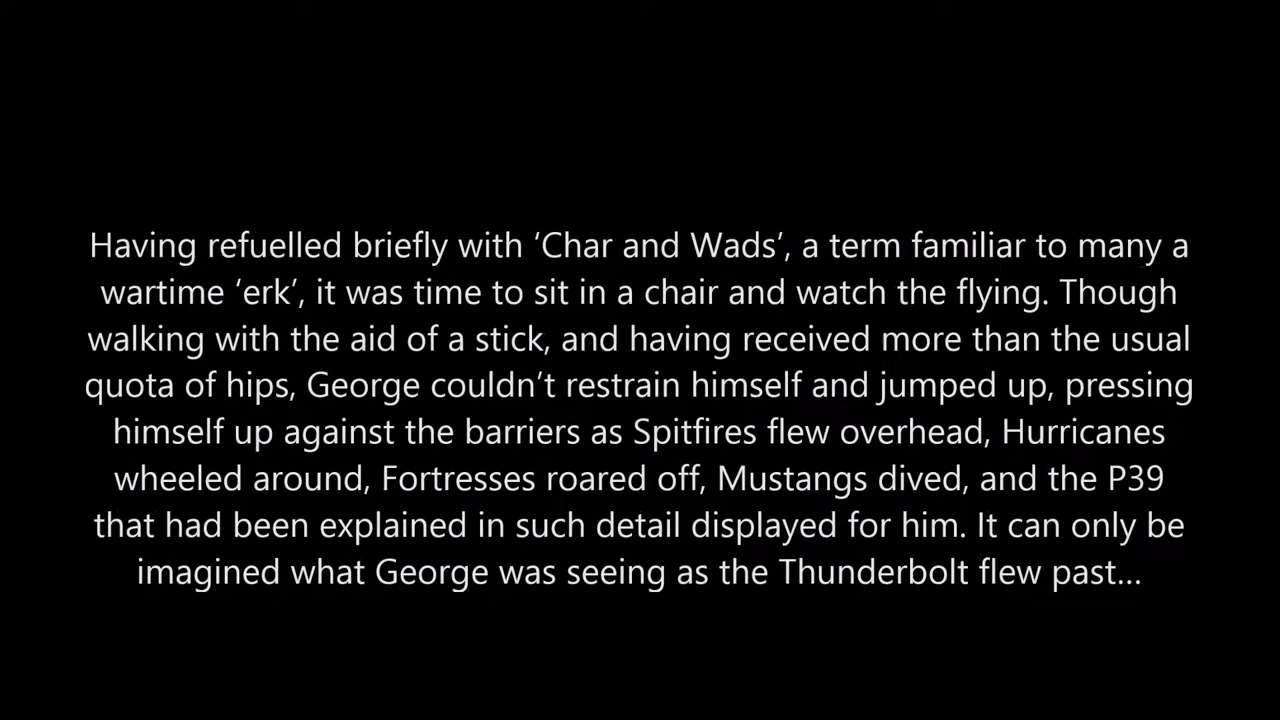 Having refuelled briefly with ‘Char and Wads’, a term familiar to many a
wartime ‘erk’, it was time to sit in a chair and watch the flying. Though
walking with the aid of a stick, and having received more than the usual
quota of hips, George couldn’t restrain himself and jumped up, pressing
himself up against the barriers as Spitfires flew overhead, Hurricanes
wheeled around, Fortresses roared off, Mustangs dived, and the P39
that had been explained in such detail displayed for him. It can only be
imagined what George was seeing as the Thunderbolt flew past...